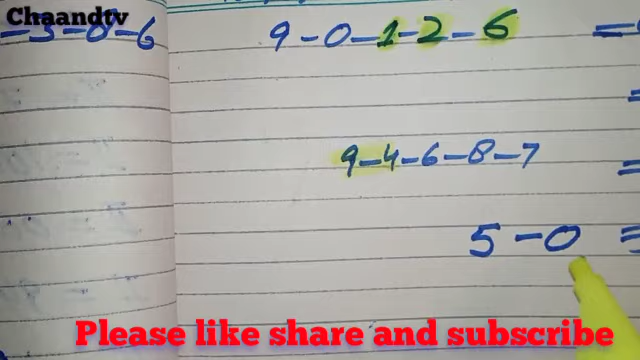 Chaandtv
-3-0-6 9-0-1-2-6 =
=
9-4-6-8-7 =
5-0 =
Please like share and subscribe